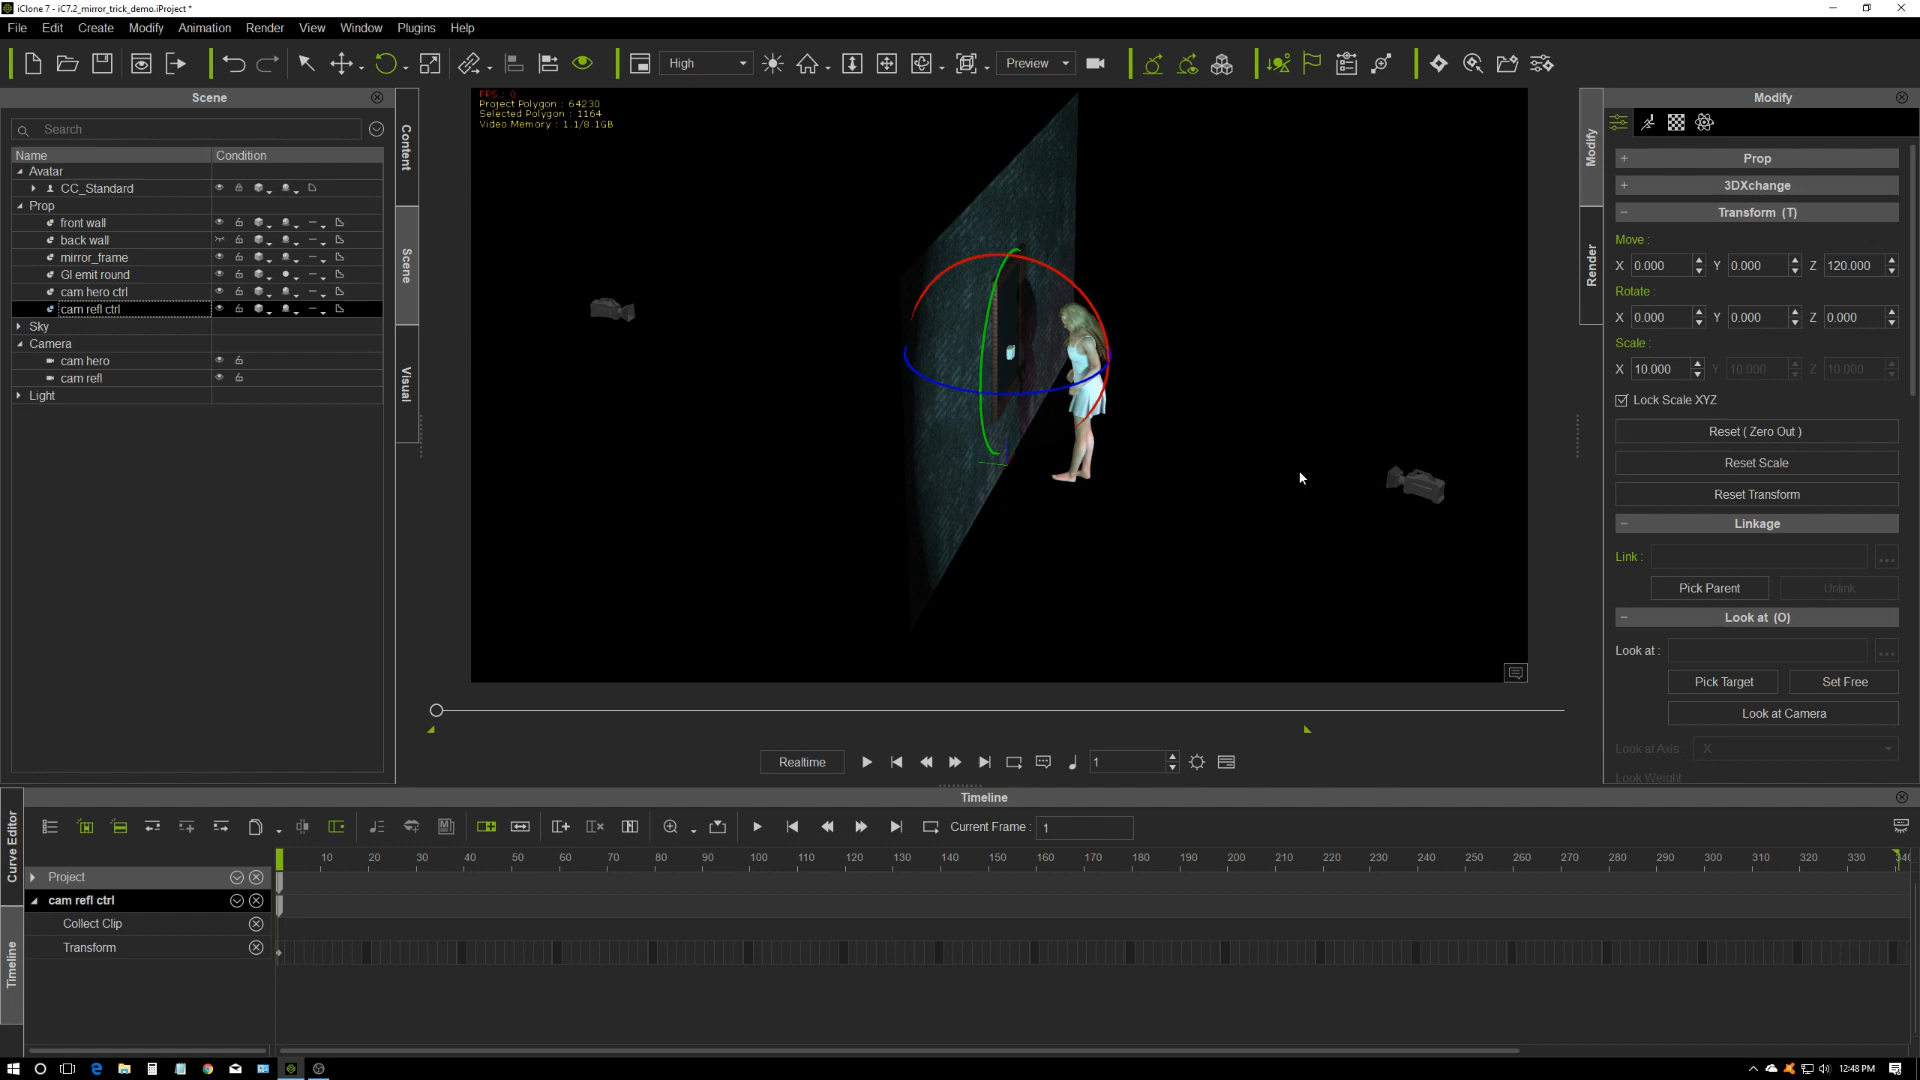 iClone 7 - iC7.2_mirror_trick_demo.iProject *
File Edit Create Modify Animation Render View Window Plugins Help
High
Preview
Scene
Search
Name Condition
Avatar
CC_Standard
Prop
front wall
back wall
mirror_frame
GI emit round
cam hero ctrl
cam refl ctrl
Sky
Camera
cam hero
cam refl
Light
Content
Scene
Visual
FPS : 0
Project Polygon : 64230
Selected Polygon : 1164
Video Memory : 1.1/8.1GB
Modify
Render
Modify
Prop
3DXchange
Transform (T)
Move :
X 0.000 Y 0.000 Z 120.000
Rotate :
X 0.000 Y 0.000 Z 0.000
Scale :
X 10.000 Y 10.000 Z 10.000
Lock Scale XYZ
Reset ( Zero Out )
Reset Scale
Reset Transform
Linkage
Link :
Pick Parent Unlink
Look at (O)
Look at :
Pick Target Set Free
Look at Camera
Look at Axis : X
Look Weight
Realtime 1
Timeline
Curve Editor
Timeline
Current Frame : 1
10 20 30 40 50 60 70 80 90 100 110 120 130 140 150 160 170 180 190 200 210 220 230 240 250 260 270 280 290 300 310 320 330 340
Project
cam refl ctrl
Collect Clip
Transform
12:48 PM